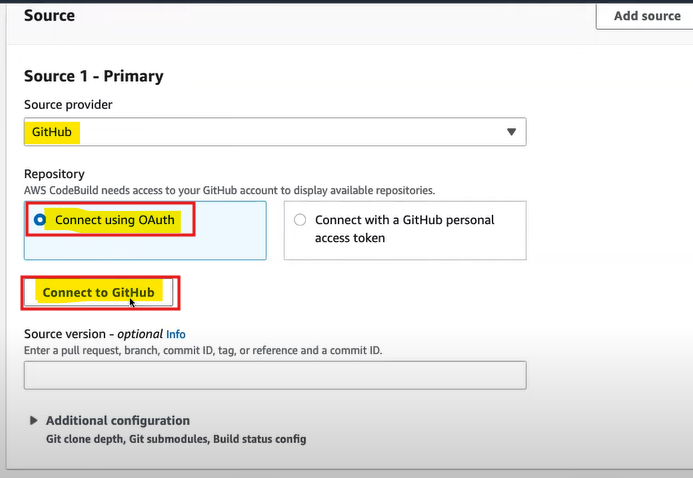 Source
Add source
Source 1 - Primary
Source provider
GitHub
Repository
AWS CodeBuild needs access to your GitHub account to display available repositories.
Connect using OAuth
Connect with a GitHub personal
access token
Connect to GitHub
Source version - optional Info
Enter a pull request, branch, commit ID, tag, or reference and a commit ID.
Additional configuration
Git clone depth, Git submodules, Build status config